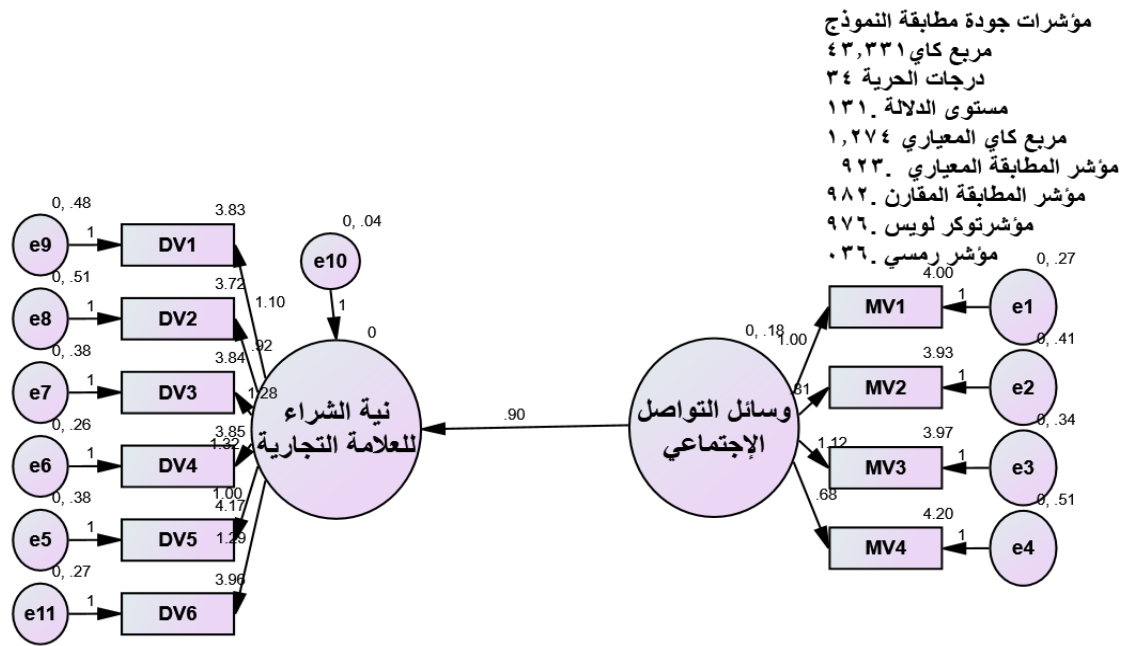 مؤشرات جودة مطابقة النموذج
مربع كاي٤٣,٣٣١
درجات الحرية ٣٤
مستوى الدلالة .١٣١
مربع كاي المعياري ١,٢٧٤
مؤشر المطابقة المعياري .٩٢٣
مؤشر المطابقة المقارن .٩٨٢
مؤشرتوكر لويس .٩٧٦
مؤشر رمسي .٠٣٦
0, .48
e9
1
3.83
DV1
0, .51
e8
1
3.72
DV2
0, .38
e7
1
3.84
DV3
0, .26
e6
1
3.85
DV4
0, .38
e5
1
4.17
DV5
0, .27
e11
1
3.96
DV6
1.10
.92
1.28
1.32
1.00
1.29
0, .04
e10
1
0
نية الشراء
للعلامة التجارية
.90
0, .18
وسائل التواصل
الإجتماعي
1.00
.81
1.12
.68
4.00
MV1
1
0, .27
e1
3.93
MV2
1
0, .41
e2
3.97
MV3
1
0, .34
e3
4.20
MV4
1
0, .51
e4